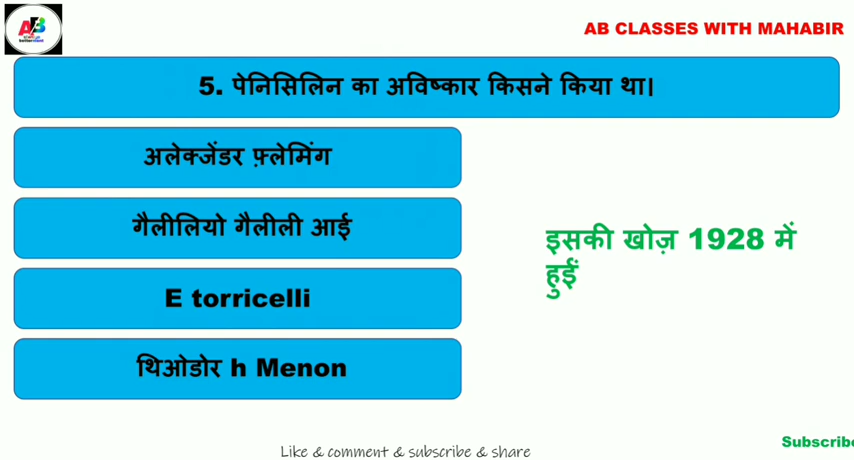 AB CLASSES WITH MAHABIR
5. पेनिसिलिन का अविष्कार किसने किया था।
अलेक्जेंडर फ़्लेमिंग
गैलीलियो गैलीली आई
E torricelli
थिओडोर h Menon
इसकी खोज़ 1928 में
हुईं
Subscribe
Like & comment & subscribe & share